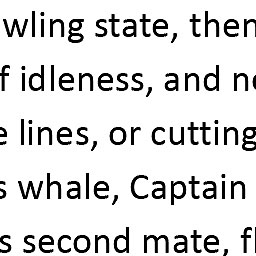 wling state, then
f idleness, and ne
e lines, or cutting
s whale, Captain
s second mate, fl